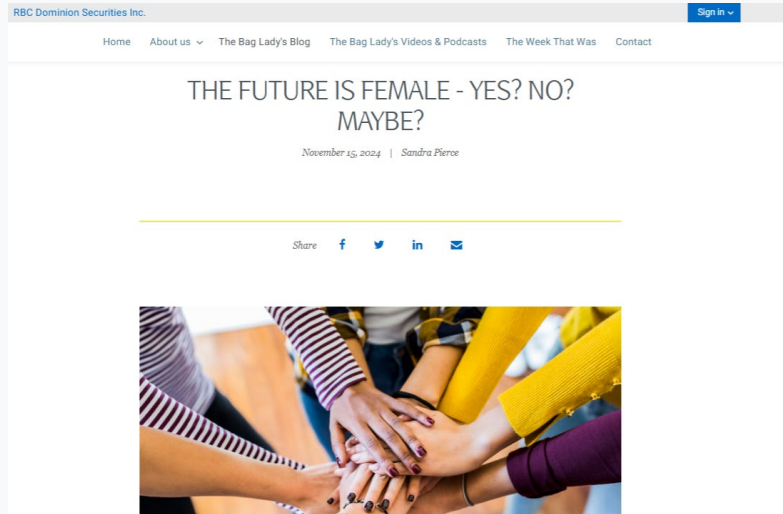 RBC Dominion Securities Inc.
Sign in
Home About us The Bag Lady's Blog The Bag Lady's Videos & Podcasts The Week That Was Contact
THE FUTURE IS FEMALE - YES? NO?
MAYBE?
November 15, 2024 | Sandra Pierce
Share